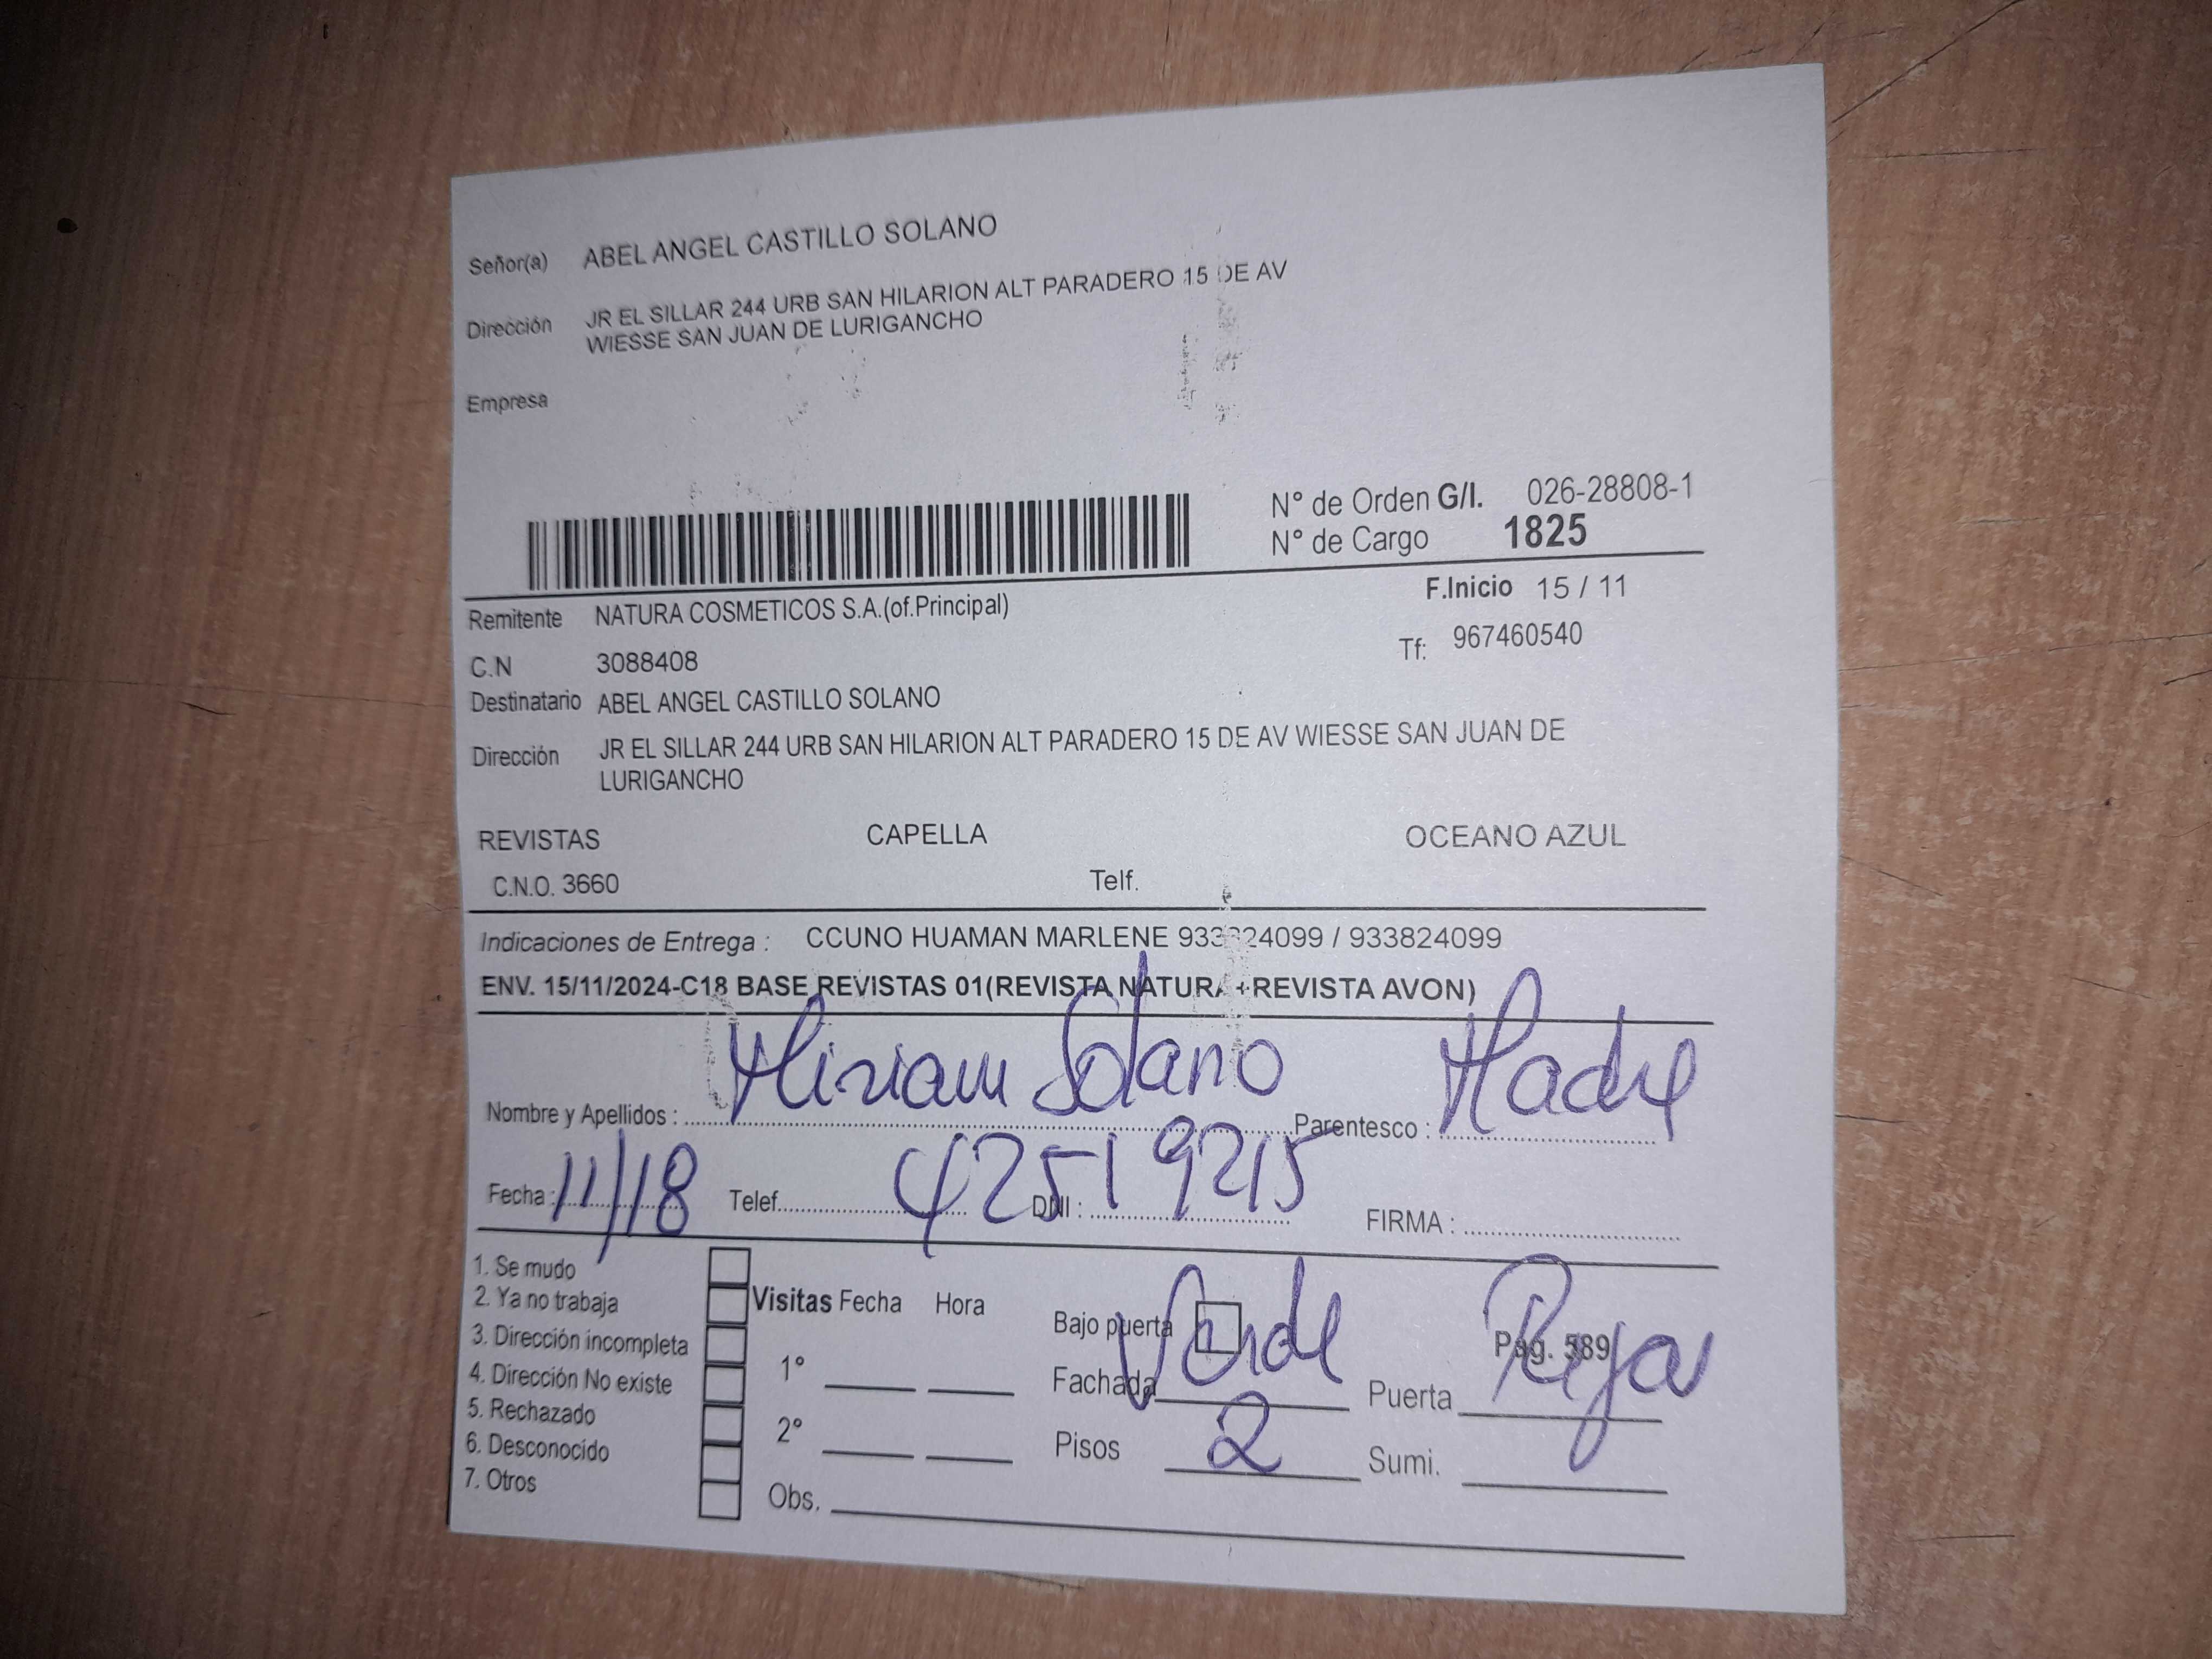 Señor(a) ABEL ANGEL CASTILLO SOLANO
Dirección JR EL SILLAR 244 URB SAN HILARION ALT PARADERO 15 DE AV
WIESSE SAN JUAN DE LURIGANCHO
Empresa
N° de Orden G/I. 026-28808-1
N° de Cargo 1825
F.Inicio 15 / 11
Remitente NATURA COSMETICOS S.A.(of.Principal)
Tf: 967460540
C.N 3088408
Destinatario ABEL ANGEL CASTILLO SOLANO
Dirección JR EL SILLAR 244 URB SAN HILARION ALT PARADERO 15 DE AV WIESSE SAN JUAN DE
LURIGANCHO
REVISTAS CAPELLA OCEANO AZUL
C.N.O. 3660 Telf.
Indicaciones de Entrega : CCUNO HUAMAN MARLENE 933824099 / 933824099
ENV. 15/11/2024-C18 BASE REVISTAS 01(REVISTA NATURA+REVISTA AVON)
Nombre y Apellidos : Miriam Solano Parentesco : Madre
Fecha : 11/18 Telef. DNI : 42519215 FIRMA :
1. Se mudo
2. Ya no trabaja
3. Dirección incompleta
4. Dirección No existe
5. Rechazado
6. Desconocido
7. Otros
Visitas Fecha Hora
1°
2°
Obs.
Bajo puerta Pag. 589
Fachada Verde Puerta Reja
Pisos 2 Sumi.